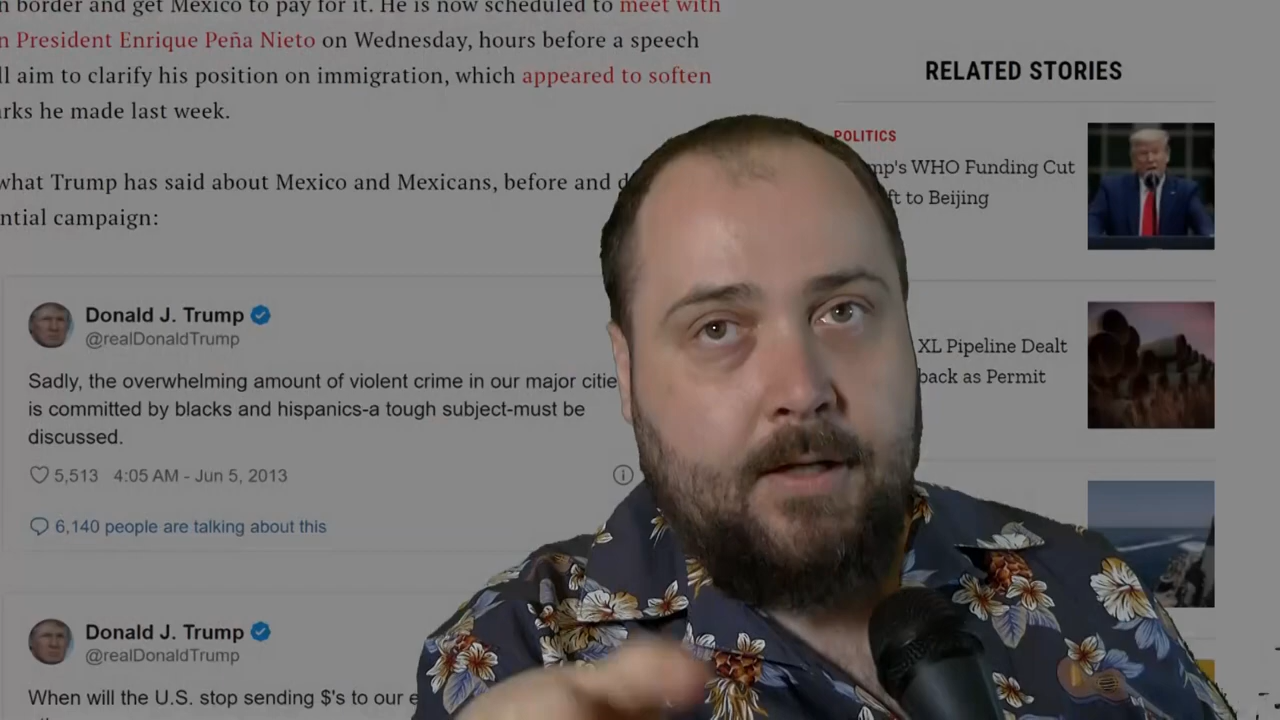 n border and get Mexico to pay for it. He is now scheduled to meet with
n President Enrique Peña Nieto on Wednesday, hours before a speech
ll aim to clarify his position on immigration, which appeared to soften
rks he made last week.
what Trump has said about Mexico and Mexicans, before and d
ntial campaign:
Donald J. Trump
@realDonaldTrump
Sadly, the overwhelming amount of violent crime in our major citie
is committed by blacks and hispanics-a tough subject-must be
discussed.
5,513 4:05 AM - Jun 5, 2013
6,140 people are talking about this
Donald J. Trump
@realDonaldTrump
When will the U.S. stop sending $'s to our e
RELATED STORIES
POLITICS
mp's WHO Funding Cut
ft to Beijing
XL Pipeline Dealt
back as Permit